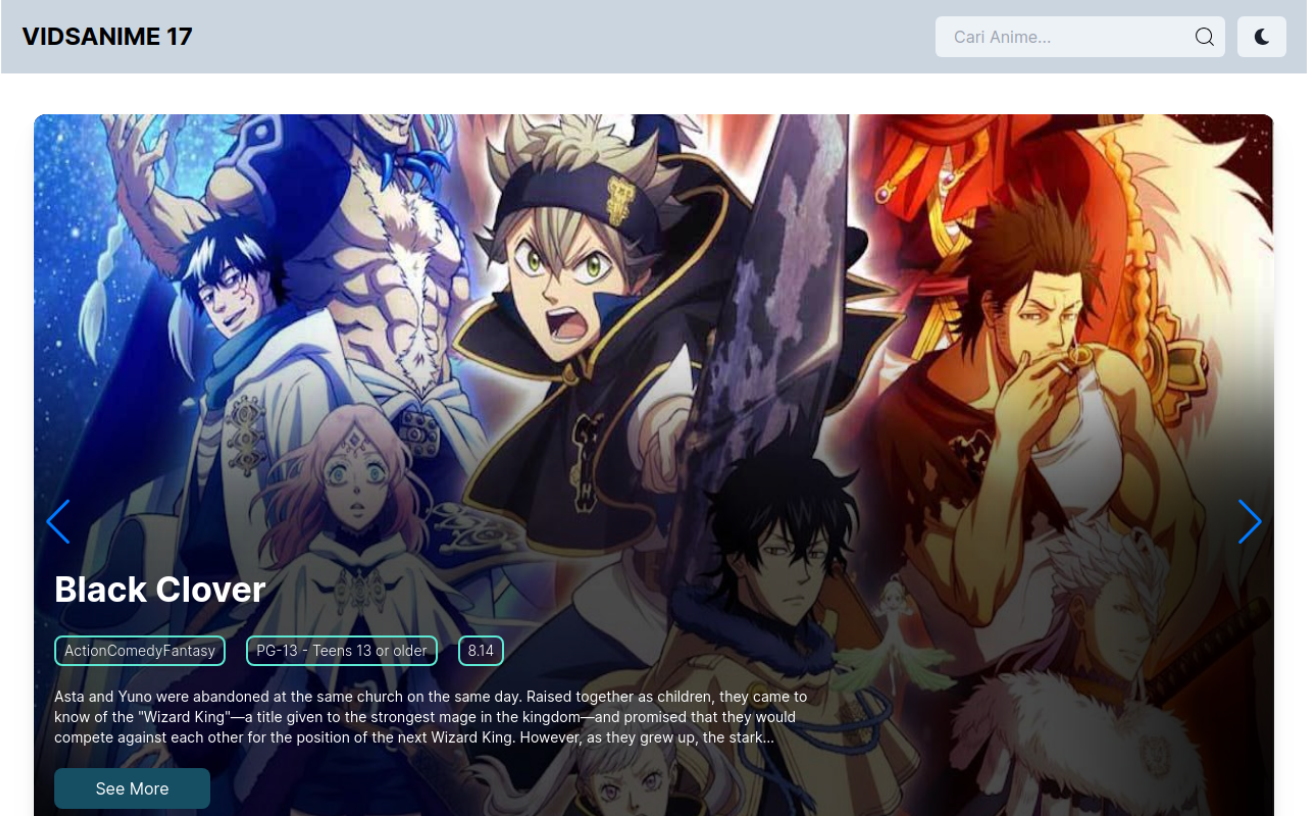 VIDSANIME 17
Cari Anime...
Black Clover
ActionComedyFantasy
PG-13 - Teens 13 or older
8.14
Asta and Yuno were abandoned at the same church on the same day. Raised together as children, they came to
know of the "Wizard King"—a title given to the strongest mage in the kingdom—and promised that they would
compete against each other for the position of the next Wizard King. However, as they grew up, the stark...
See More